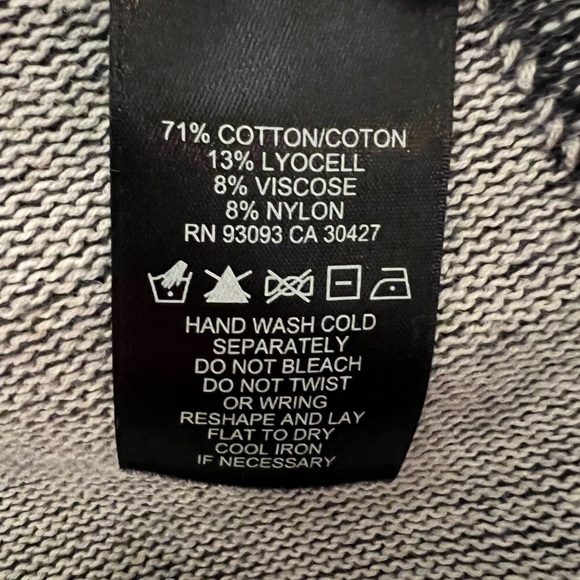 71% COTTON/COTON
13% LYOCELL
8% VISCOSE
8% NYLON
RN 93093 CA 30427
HAND WASH COLD
SEPARATELY
DO NOT BLEACH
DO NOT TWIST
OR WRING
RESHAPE AND LAY
FLAT TO DRY
COOL IRON
IF NECESSARY